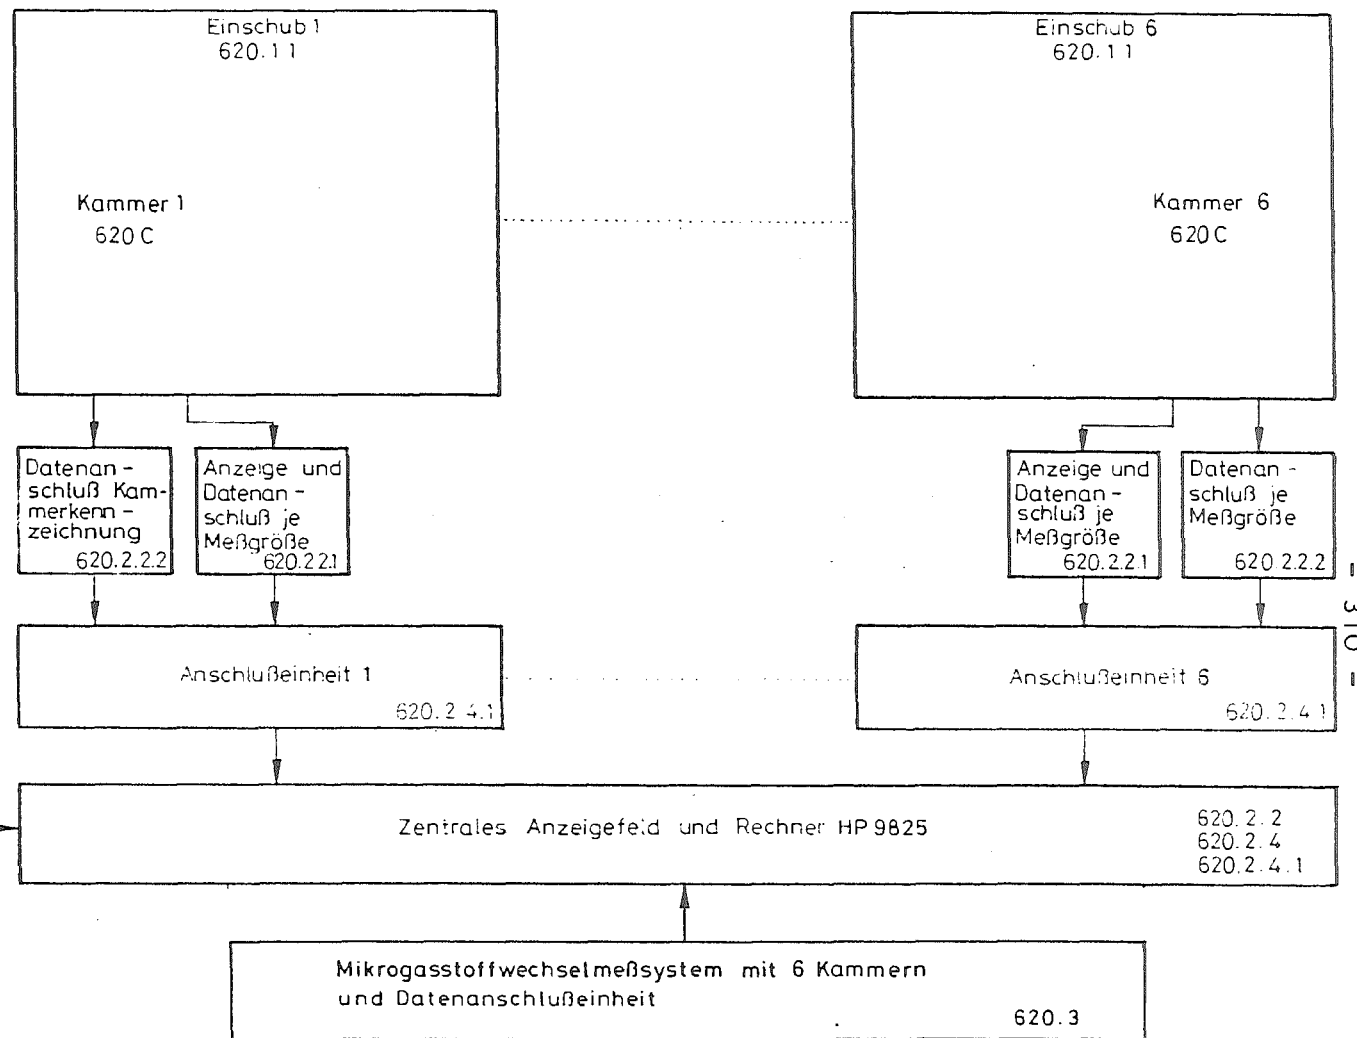 Einschub 1
620.11
Kammer 1
620 C
Einschub 6
620.11
Kammer 6
620 C
Datenan-
schluß Kam-
merkenn-
zeichnung
620.2.2.2
Anzeige und
Datenan-
schluß je
Meßgröße
620.2.2.1
Anzeige und
Datenan-
schluß je
Meßgröße
620.2.2.1
Datenan-
schluß je
Meßgröße
620.2.2.2
- 310 -
Anschlußeinheit 1
620.2.4.1
Anschlußeinheit 6
620.2.4.1
Zentrales Anzeigefeld und Rechner HP 9825
620.2.2
620.2.4
620.2.4.1
Mikrogasstoffwechselmeßsystem mit 6 Kammern
und Datenanschlußeinheit
620.3